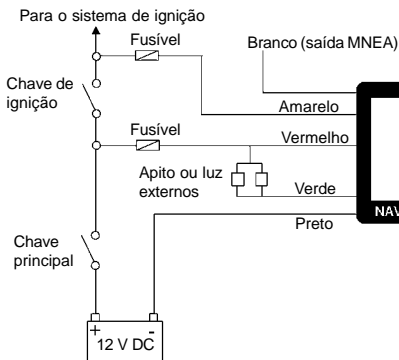 Para o sistema de ignição
Fusível
Branco (saída MNEA)
Chave de
ignição
Amarelo
Fusível
Vermelho
Apito ou luz
externos
Verde
Preto
NAV
Chave
principal
+ -
12 V DC